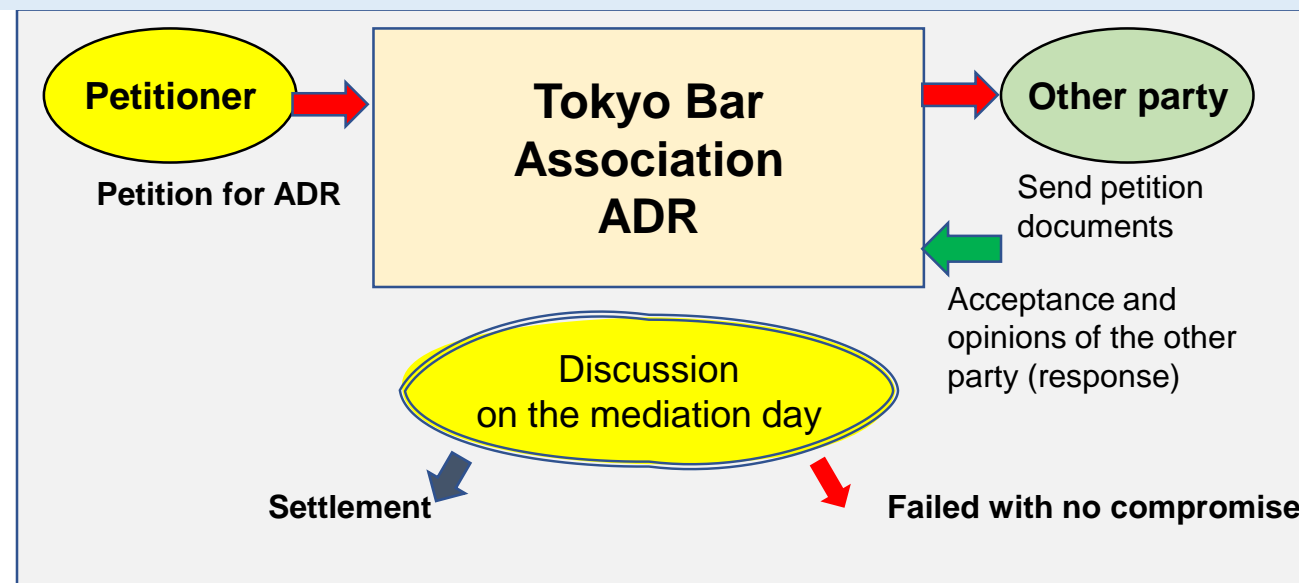 Petitioner
Petition for ADR
Tokyo Bar
Association
ADR
Other party
Send petition
documents
Acceptance and
opinions of the other
party (response)
Discussion
on the mediation day
Settlement
Failed with no compromise